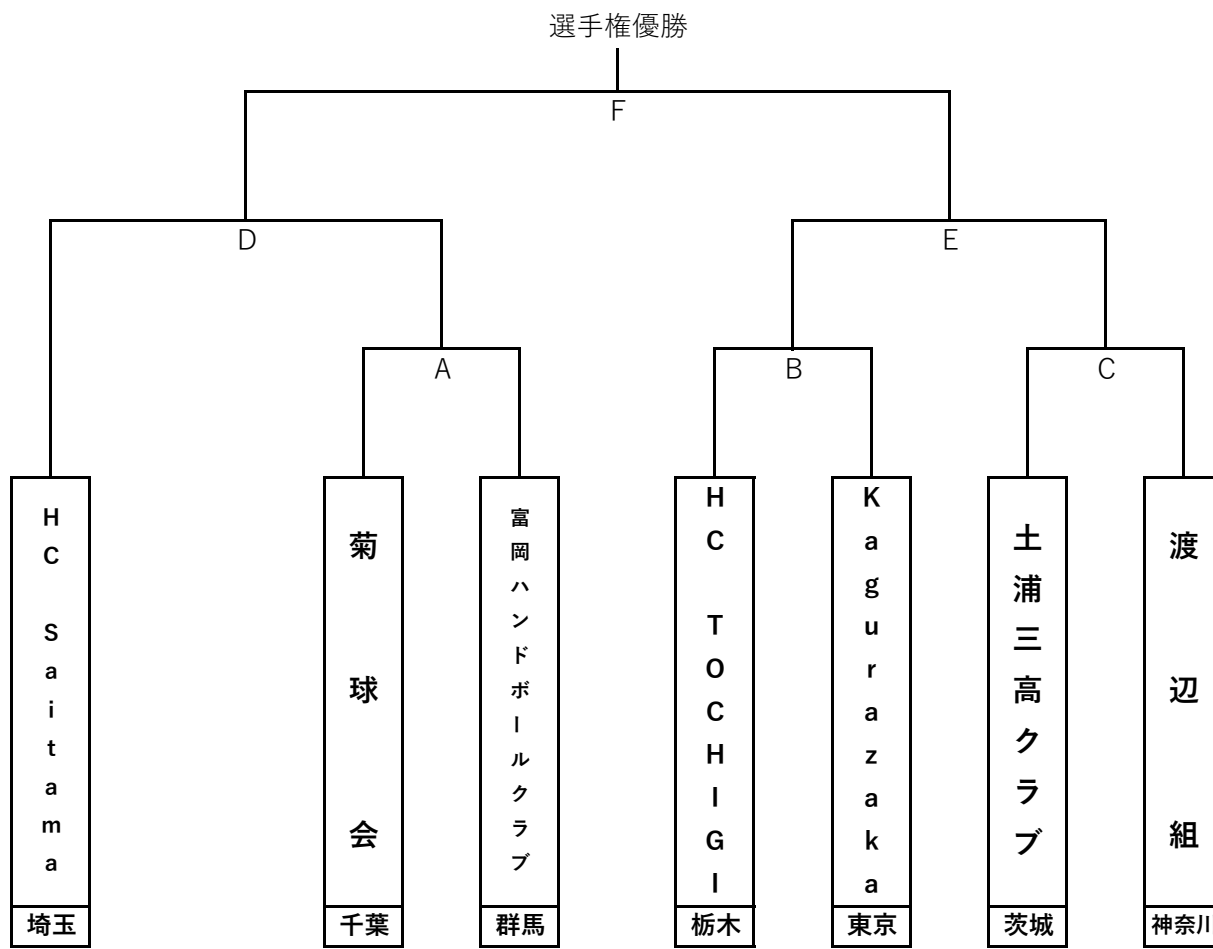 選手権優勝
F
D
E
A
B
C
HC Saitama
菊球会
富岡ハンドボールクラブ
HC TOCHIGI
Kagurazaka
土浦三高クラブ
渡辺組
埼玉
千葉
群馬
栃木
東京
茨城
神奈川